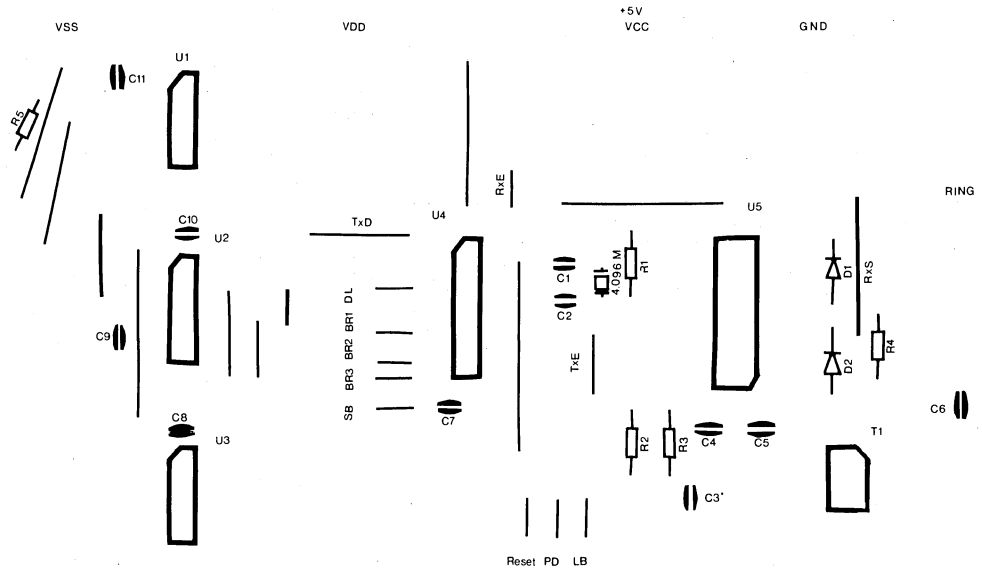 +5V
VSS
VDD
VCC
GND
U1
C11
R5
RxE
RING
C10
U2
TxD
U4
U5
C1
4.096 M
R1
D1
RxS
DL
C2
BR1
C9
BR2
TxE
D2
R4
BR3
SB
C7
C6
C8
U3
R2
R3
C4
C5
T1
C3*
Reset PD LB